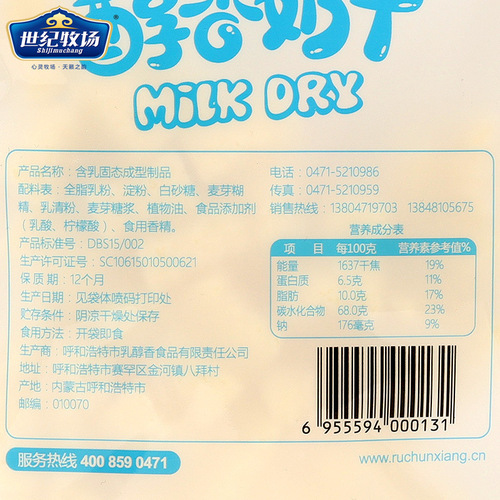 世纪牧场
Shijimuchang
心灵牧场·天籁之韵
醇香奶干
MiLK DRY
产品名称：含乳固态成型制品
配料表：全脂乳粉、淀粉、白砂糖、麦芽糊
精、乳清粉、麦芽糖浆、植物油、食品添加剂
（乳酸、柠檬酸）、食用香精。
产品标准号：DBS15/002
生产许可证号：SC10615010500621
保质期：12个月
生产日期：见袋体喷码打印处
贮存条件：阴凉干燥处保存
食用方法：开袋即食
生产商：呼和浩特市乳醇香食品有限责任公司
地址：呼和浩特市赛罕区金河镇八拜村
产地：内蒙古呼和浩特市
邮编：010070
电话：0471-5210986
传真：0471-5210959
销售热线：13804719703 13848105675
营养成分表
项 目 每100克 营养素参考值%
能量 1637千焦 19%
蛋白质 6.5克 11%
脂肪 10.0克 17%
碳水化合物 68.0克 23%
钠 176毫克 9%
6 955594 000131
服务热线 400 859 0471
www.ruchunxiang.cn